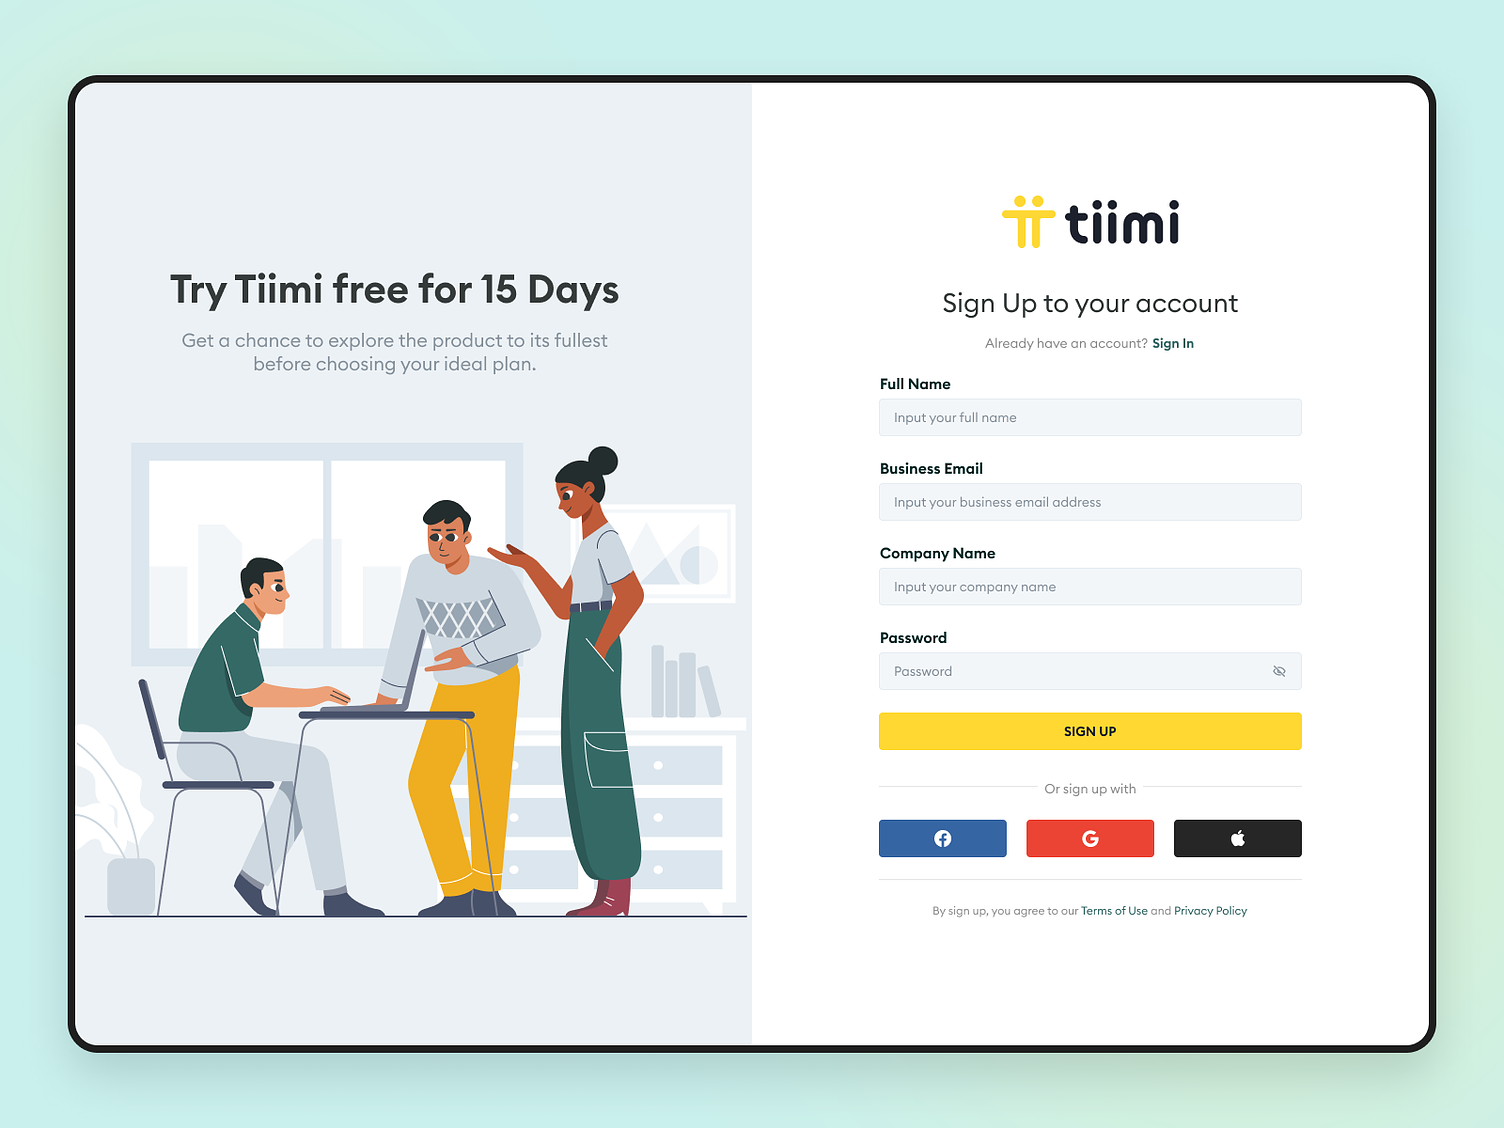 Try Tiimi free for 15 Days
Get a chance to explore the product to its fullest
before choosing your ideal plan.
tiimi
Sign Up to your account
Already have an account? Sign In
Full Name
Input your full name
Business Email
Input your business email address
Company Name
Input your company name
Password
Password
SIGN UP
Or sign up with
By sign up, you agree to our Terms of Use and Privacy Policy